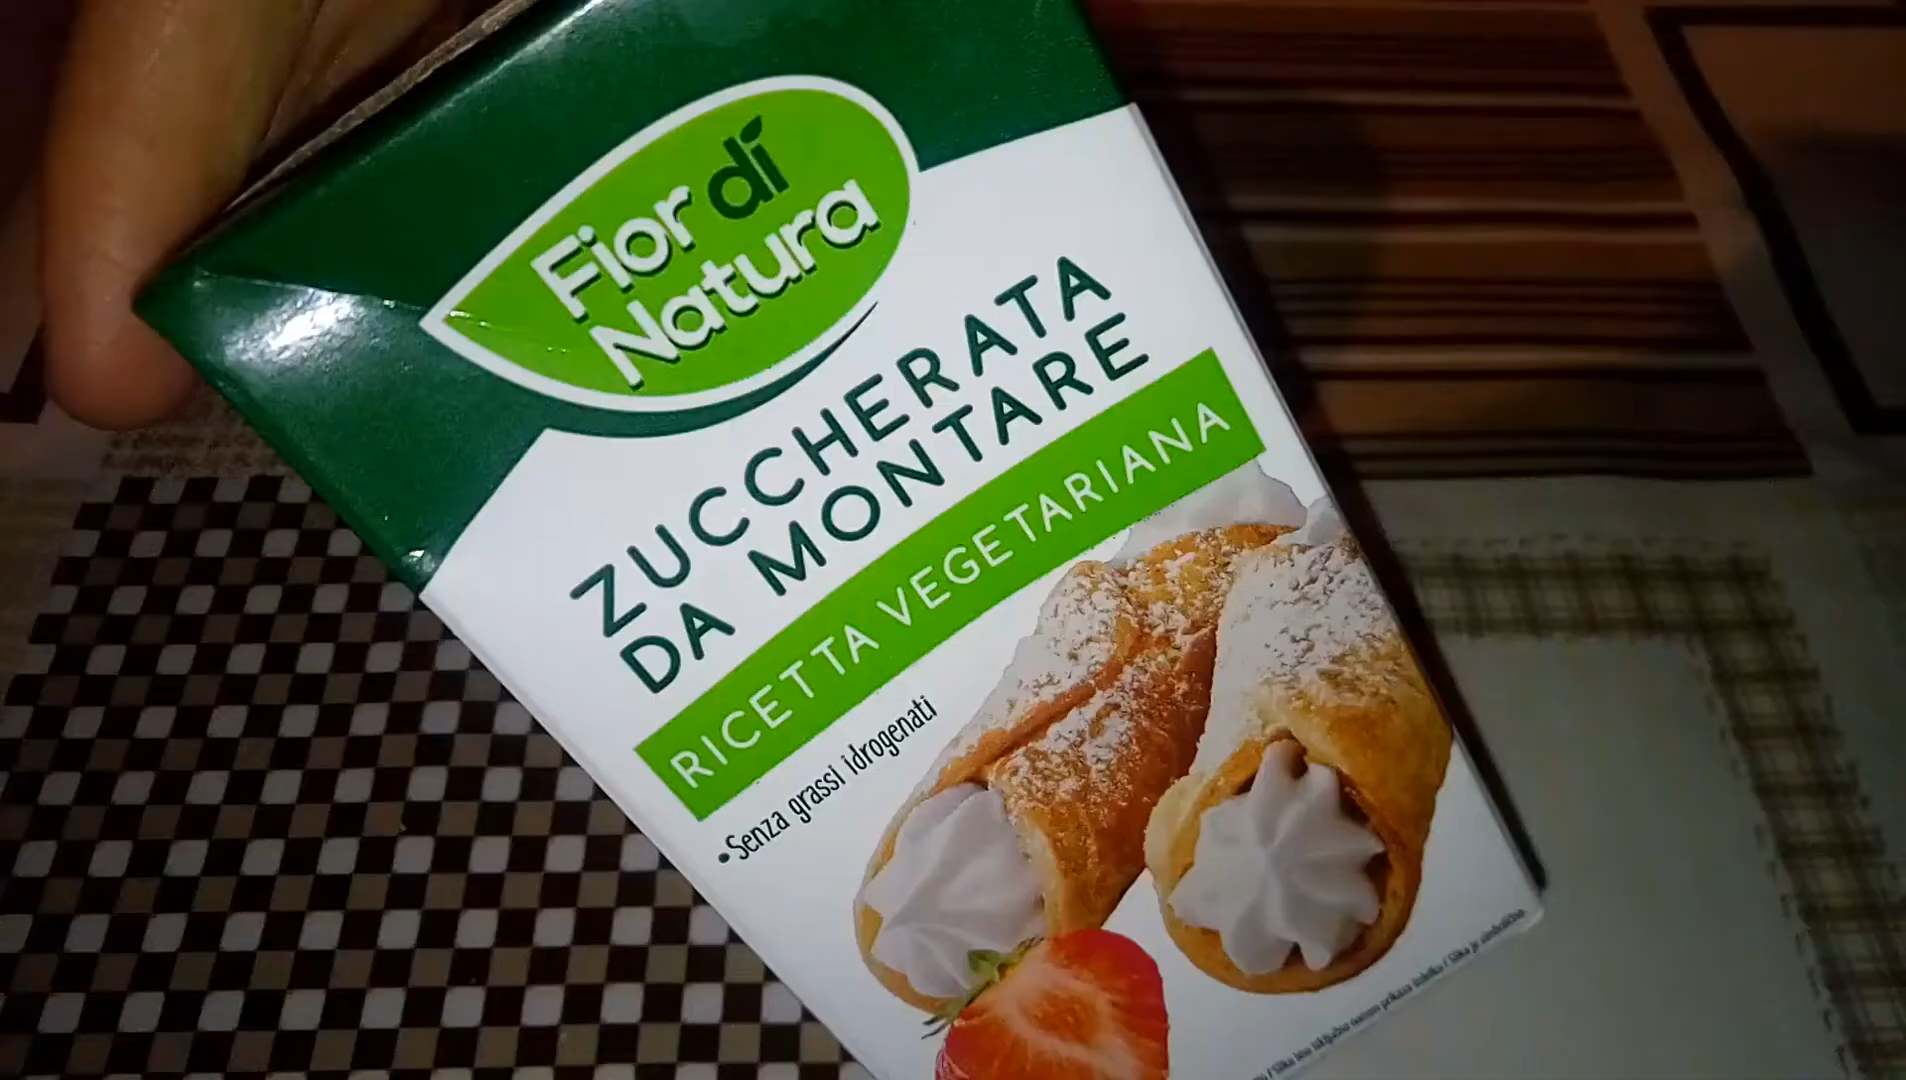 Fior di
Natura
ZUCCHERATA
DA MONTARE
RICETTA VEGETARIANA
•Senza grassi idrogenati